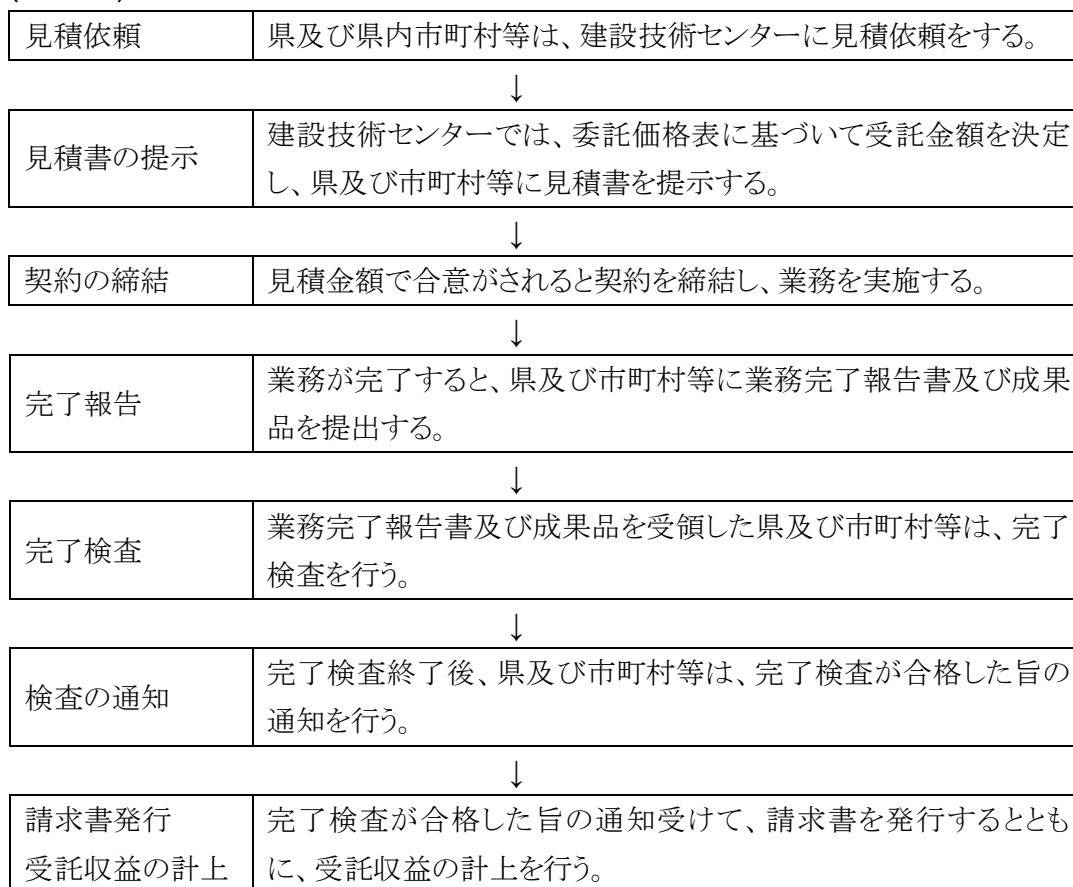 見積依頼
県及び県内市町村等は、建設技術センターに見積依頼をする。
↓
見積書の提示
建設技術センターでは、委託価格表に基づいて受託金額を決定
し、県及び市町村等に見積書を提示する。
↓
契約の締結
見積金額で合意がされると契約を締結し、業務を実施する。
↓
完了報告
業務が完了すると、県及び市町村等に業務完了報告書及び成果
品を提出する。
↓
完了検査
業務完了報告書及び成果品を受領した県及び市町村等は、完了
検査を行う。
↓
検査の通知
完了検査終了後、県及び市町村等は、完了検査が合格した旨の
通知を行う。
↓
請求書発行
受託収益の計上
完了検査が合格した旨の通知受けて、請求書を発行するととも
に、受託収益の計上を行う。